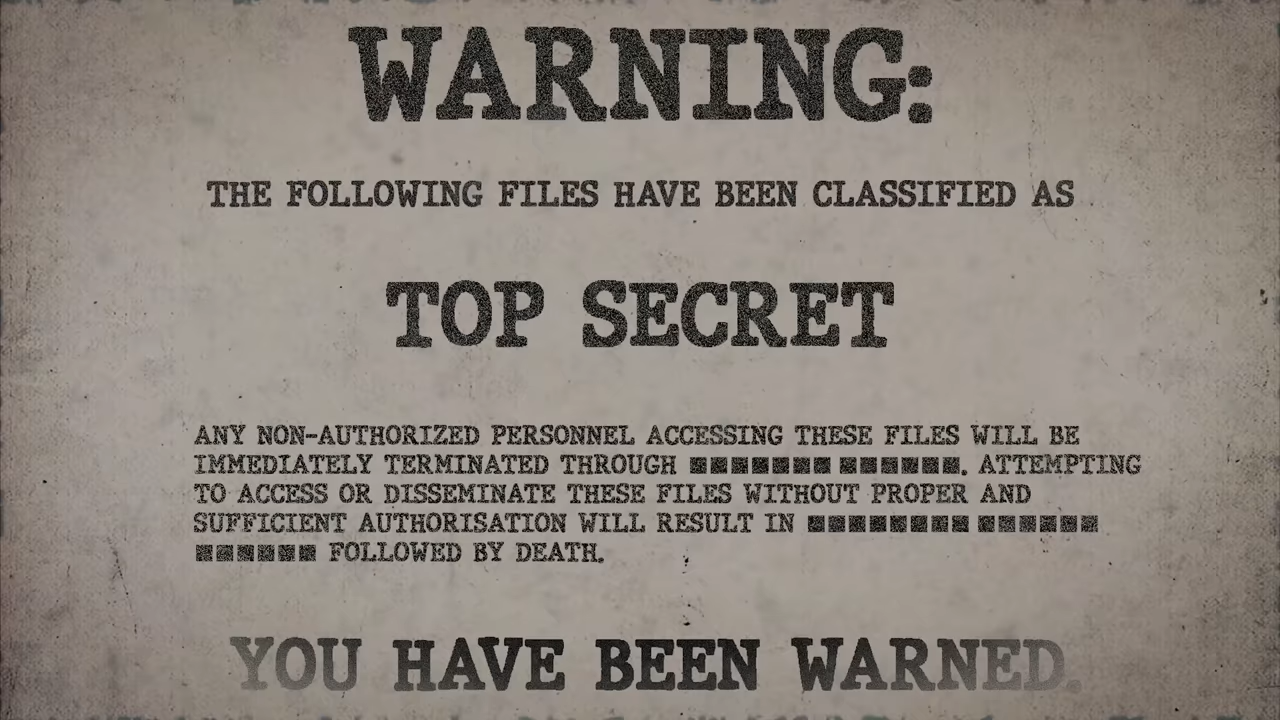 WARNING:
THE FOLLOWING FILES HAVE BEEN CLASSIFIED AS
TOP SECRET
ANY NON-AUTHORIZED PERSONNEL ACCESSING THESE FILES WILL BE
IMMEDIATELY TERMINATED THROUGH ■■■■■■■ ■■■■■■. ATTEMPTING
TO ACCESS OR DISSEMINATE THESE FILES WITHOUT PROPER AND
SUFFICIENT AUTHORISATION WILL RESULT IN ■■■■■■■■ ■■■■■■
■■■■■■ FOLLOWED BY DEATH.
YOU HAVE BEEN WARNED.